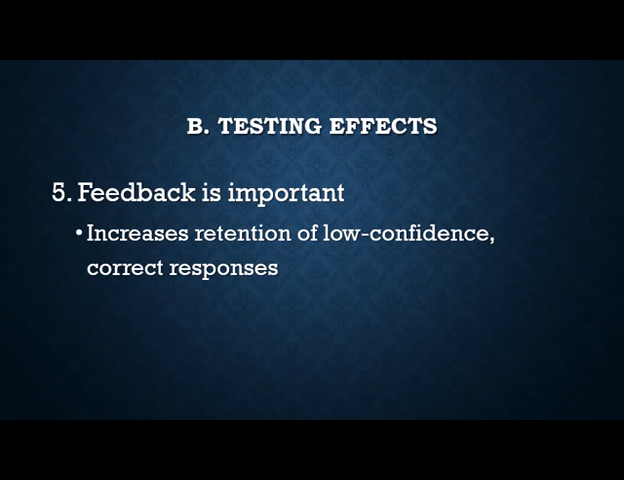 B. TESTING EFFECTS
5. Feedback is important
• Increases retention of low-confidence,
correct responses